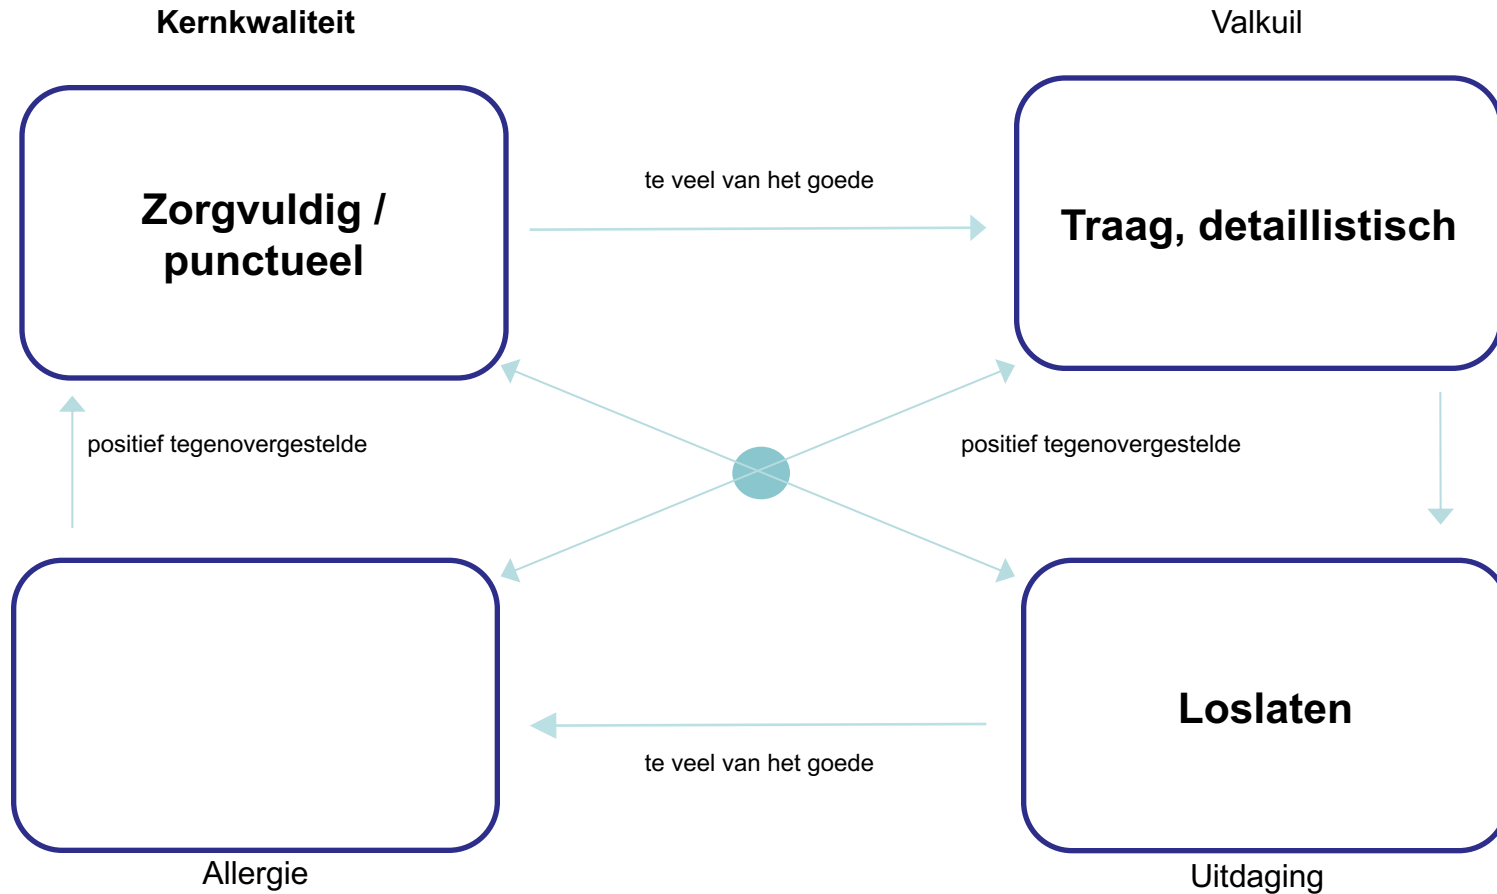 Kernkwaliteit
Valkuil
Zorgvuldig /
punctueel
te veel van het goede
Traag, detaillistisch
positief tegenovergestelde
positief tegenovergestelde
te veel van het goede
Loslaten
Allergie
Uitdaging